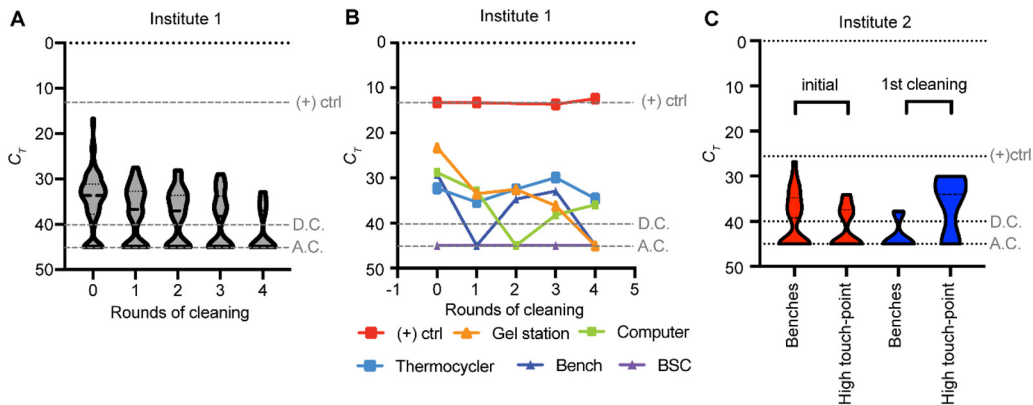 A
Institute 1
0
10
20
30
40
50
C_T
(+) ctrl
D.C.
A.C.
0 1 2 3 4
Rounds of cleaning
B
Institute 1
0
10
20
30
40
50
C_T
(+) ctrl
D.C.
A.C.
-1 0 1 2 3 4 5
Rounds of cleaning
(+) ctrl Gel station Computer
Thermocycler Bench BSC
C
Institute 2
0
10
20
30
40
50
C_T
initial 1st cleaning
(+)ctrl
D.C.
A.C.
Benches
High touch-point
Benches
High touch-point